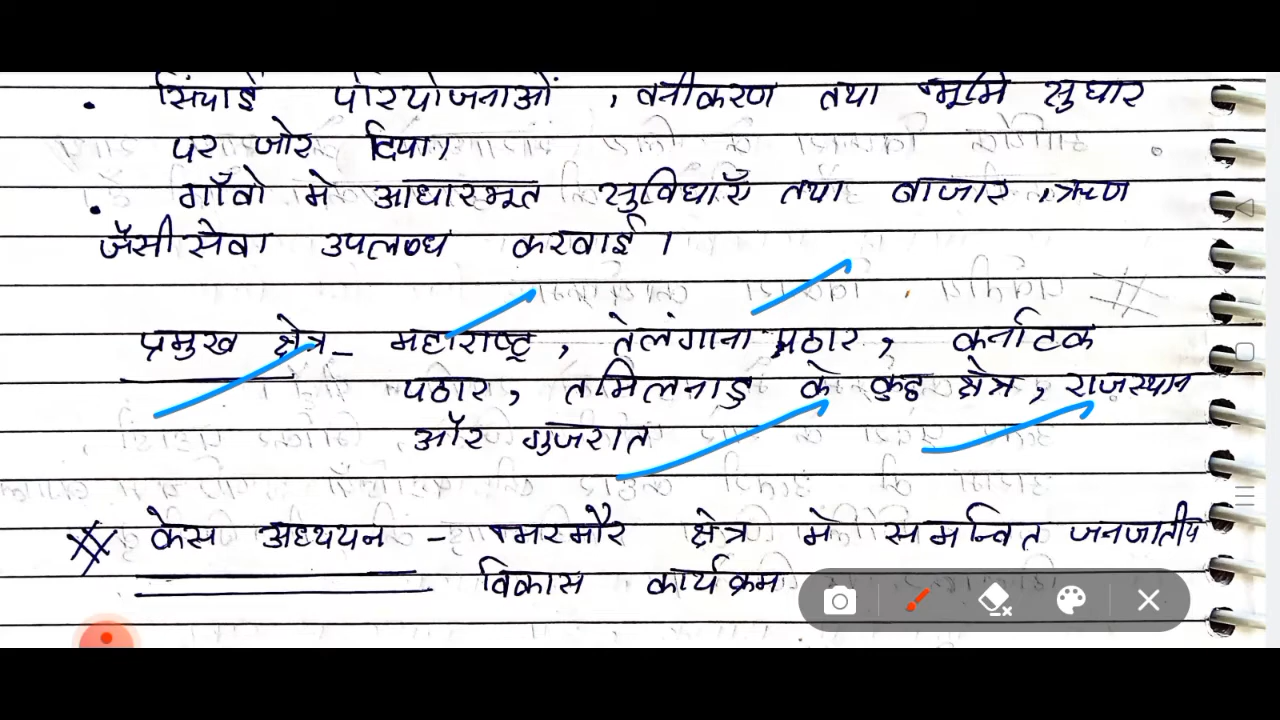 • सिंचाई परियोजनाओं , वनीकरण तथा भूमि सुधार
पर जोर दिया।
• गाँवो मे आधारभूत सुविधाएँ तथा बाजार , ऋण
जैसी सेवा उपलब्ध करवाई ।
प्रमुख क्षेत्र - महाराष्ट्र , तेलंगाना पठार , कर्नाटक
पठार , तमिलनाडु के कुछ क्षेत्र , राजस्थान
और गुजरात
केस अध्ययन - भरमौर क्षेत्र मे समन्वित जनजातीय
विकास कार्यक्रम